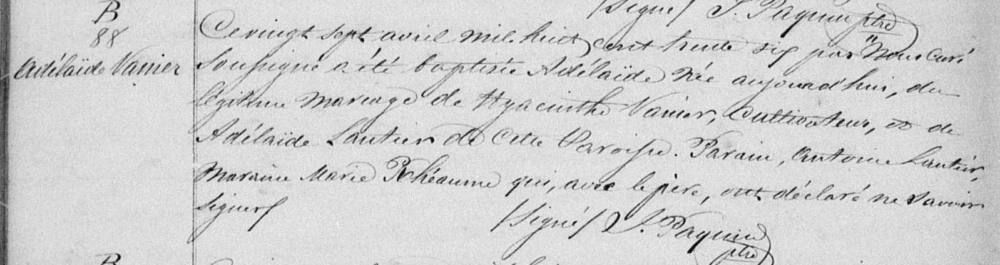 /Signé/ J. Paquin ptre
B
88
Adélaïde Vanier
Ce vingt sept avril mil-huit cent trente six par Nous Curé
Soussigné a été baptisée Adélaïde Née aujourd'hui, du
légitime mariage de Hyacinthe Vanier, Cultivateur, et de
Adélaïde Lautier de cette Paroisse. Parain, Antoine Lautier,
Maraine Marie Rhéaume qui, avec le père, ont déclaré ne savoir
signer/
/Signé/ J. Paquin
ptre
B